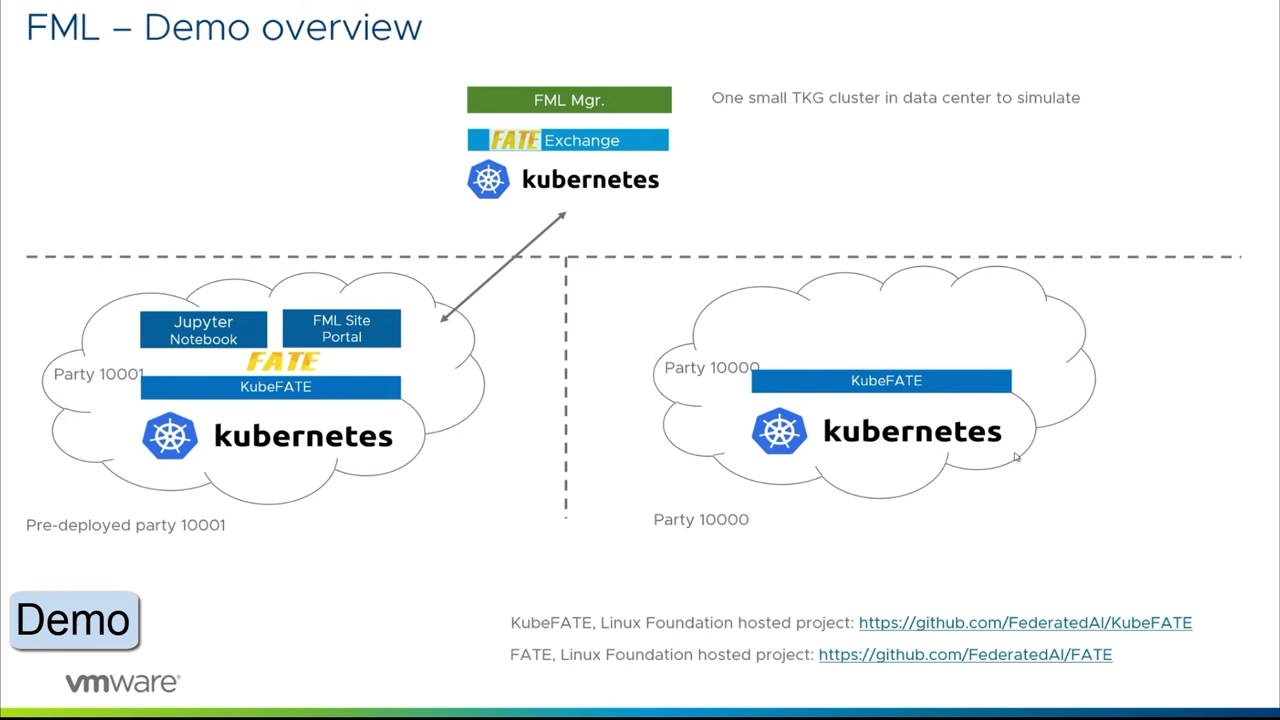 FML – Demo overview
FML Mgr.
One small TKG cluster in data center to simulate
FATE Exchange
kubernetes
Jupyter
Notebook
FML Site
Portal
FATE
Party 10001
KubeFATE
kubernetes
Pre-deployed party 10001
Party 10000
KubeFATE
kubernetes
Party 10000
Demo
KubeFATE, Linux Foundation hosted project: https://github.com/FederatedAI/KubeFATE
FATE, Linux Foundation hosted project: https://github.com/FederatedAI/FATE
vmware®